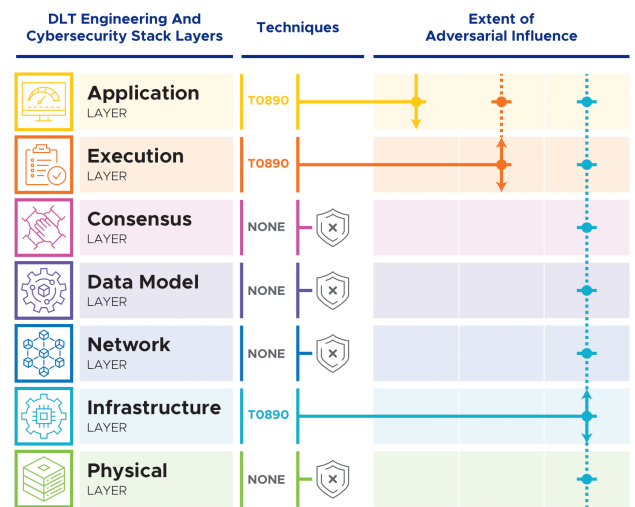 DLT Engineering And
Cybersecurity Stack Layers
Techniques
Extent of
Adversarial Influence
Application
LAYER
T0890
Execution
LAYER
T0890
Consensus
LAYER
NONE
Data Model
LAYER
NONE
Network
LAYER
NONE
Infrastructure
LAYER
T0890
Physical
LAYER
NONE